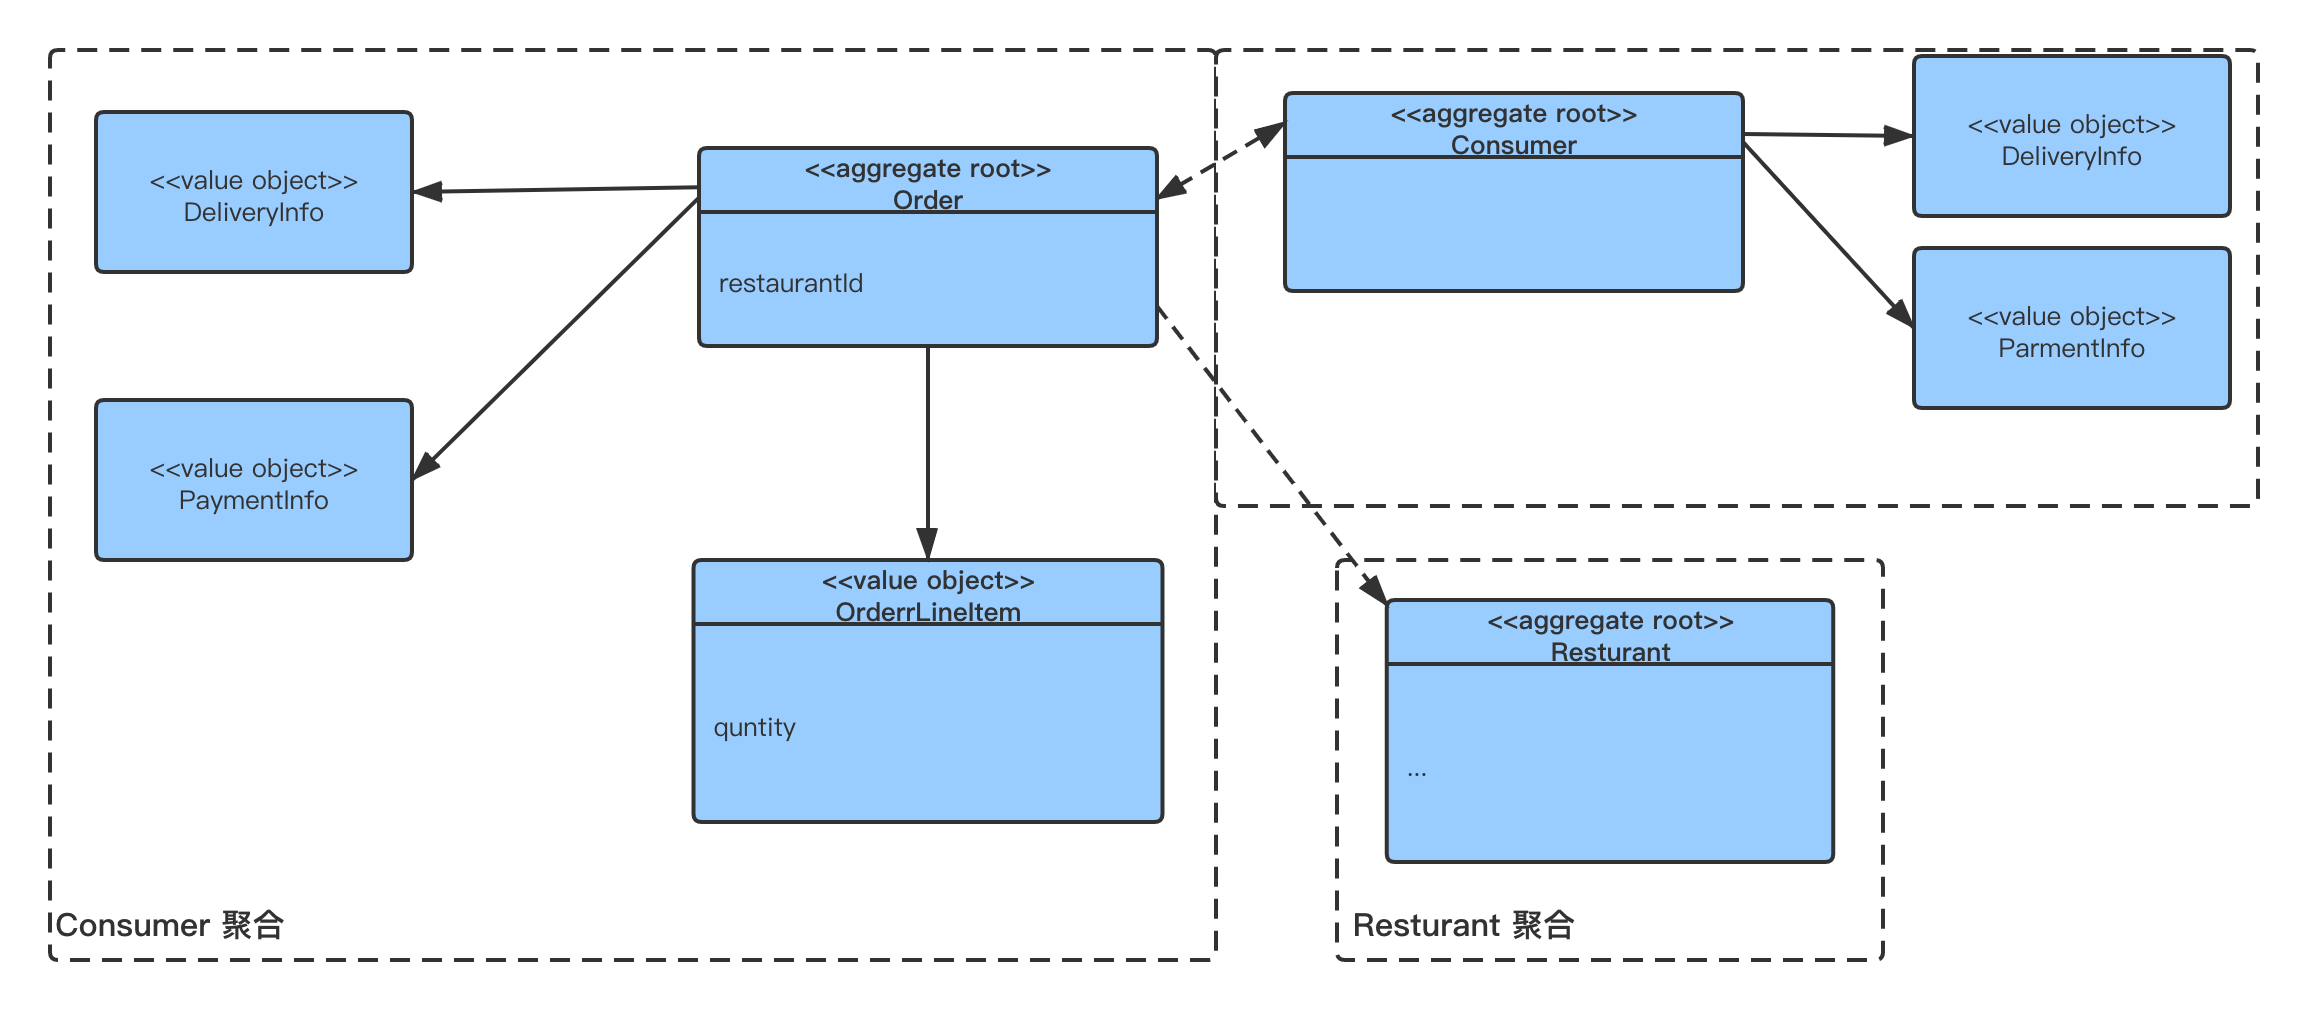 <<value object>>
DeliveryInfo
<<value object>>
PaymentInfo
<<aggregate root>>
Order
restaurantId
<<value object>>
OrderrLineItem
quntity
Consumer 聚合
<<aggregate root>>
Consumer
<<value object>>
DeliveryInfo
<<value object>>
ParmentInfo
<<aggregate root>>
Resturant
...
Resturant 聚合